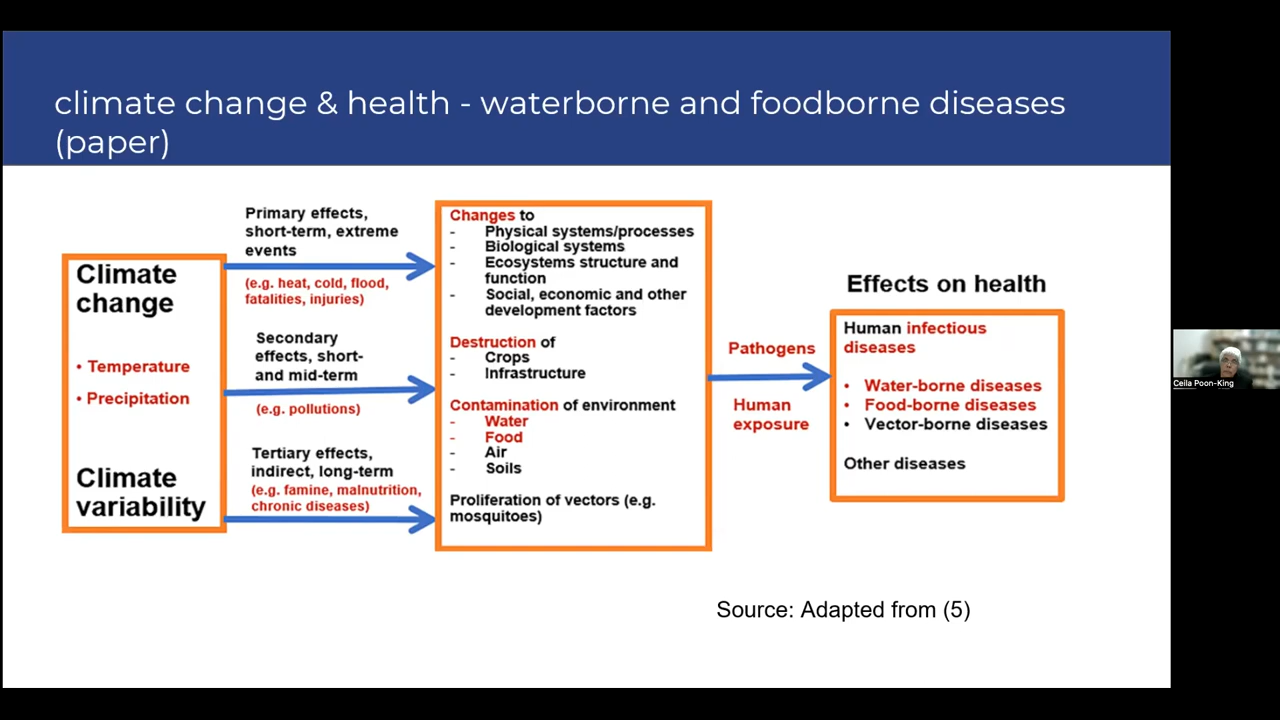 climate change & health - waterborne and foodborne diseases
(paper)
Climate
change
• Temperature
• Precipitation
Climate
variability
Primary effects,
short-term, extreme
events
(e.g. heat, cold, flood,
fatalities, injuries)
Secondary
effects, short-
and mid-term
(e.g. pollutions)
Tertiary effects,
indirect, long-term
(e.g. famine, malnutrition,
chronic diseases)
Changes to
- Physical systems/processes
- Biological systems
- Ecosystems structure and
function
- Social, economic and other
development factors
Destruction of
- Crops
- Infrastructure
Contamination of environment
- Water
- Food
- Air
- Soils
Proliferation of vectors (e.g.
mosquitoes)
Pathogens
Human
exposure
Effects on health
Human infectious
diseases
• Water-borne diseases
• Food-borne diseases
• Vector-borne diseases
Other diseases
Source: Adapted from (5)
Ceila Poon-King